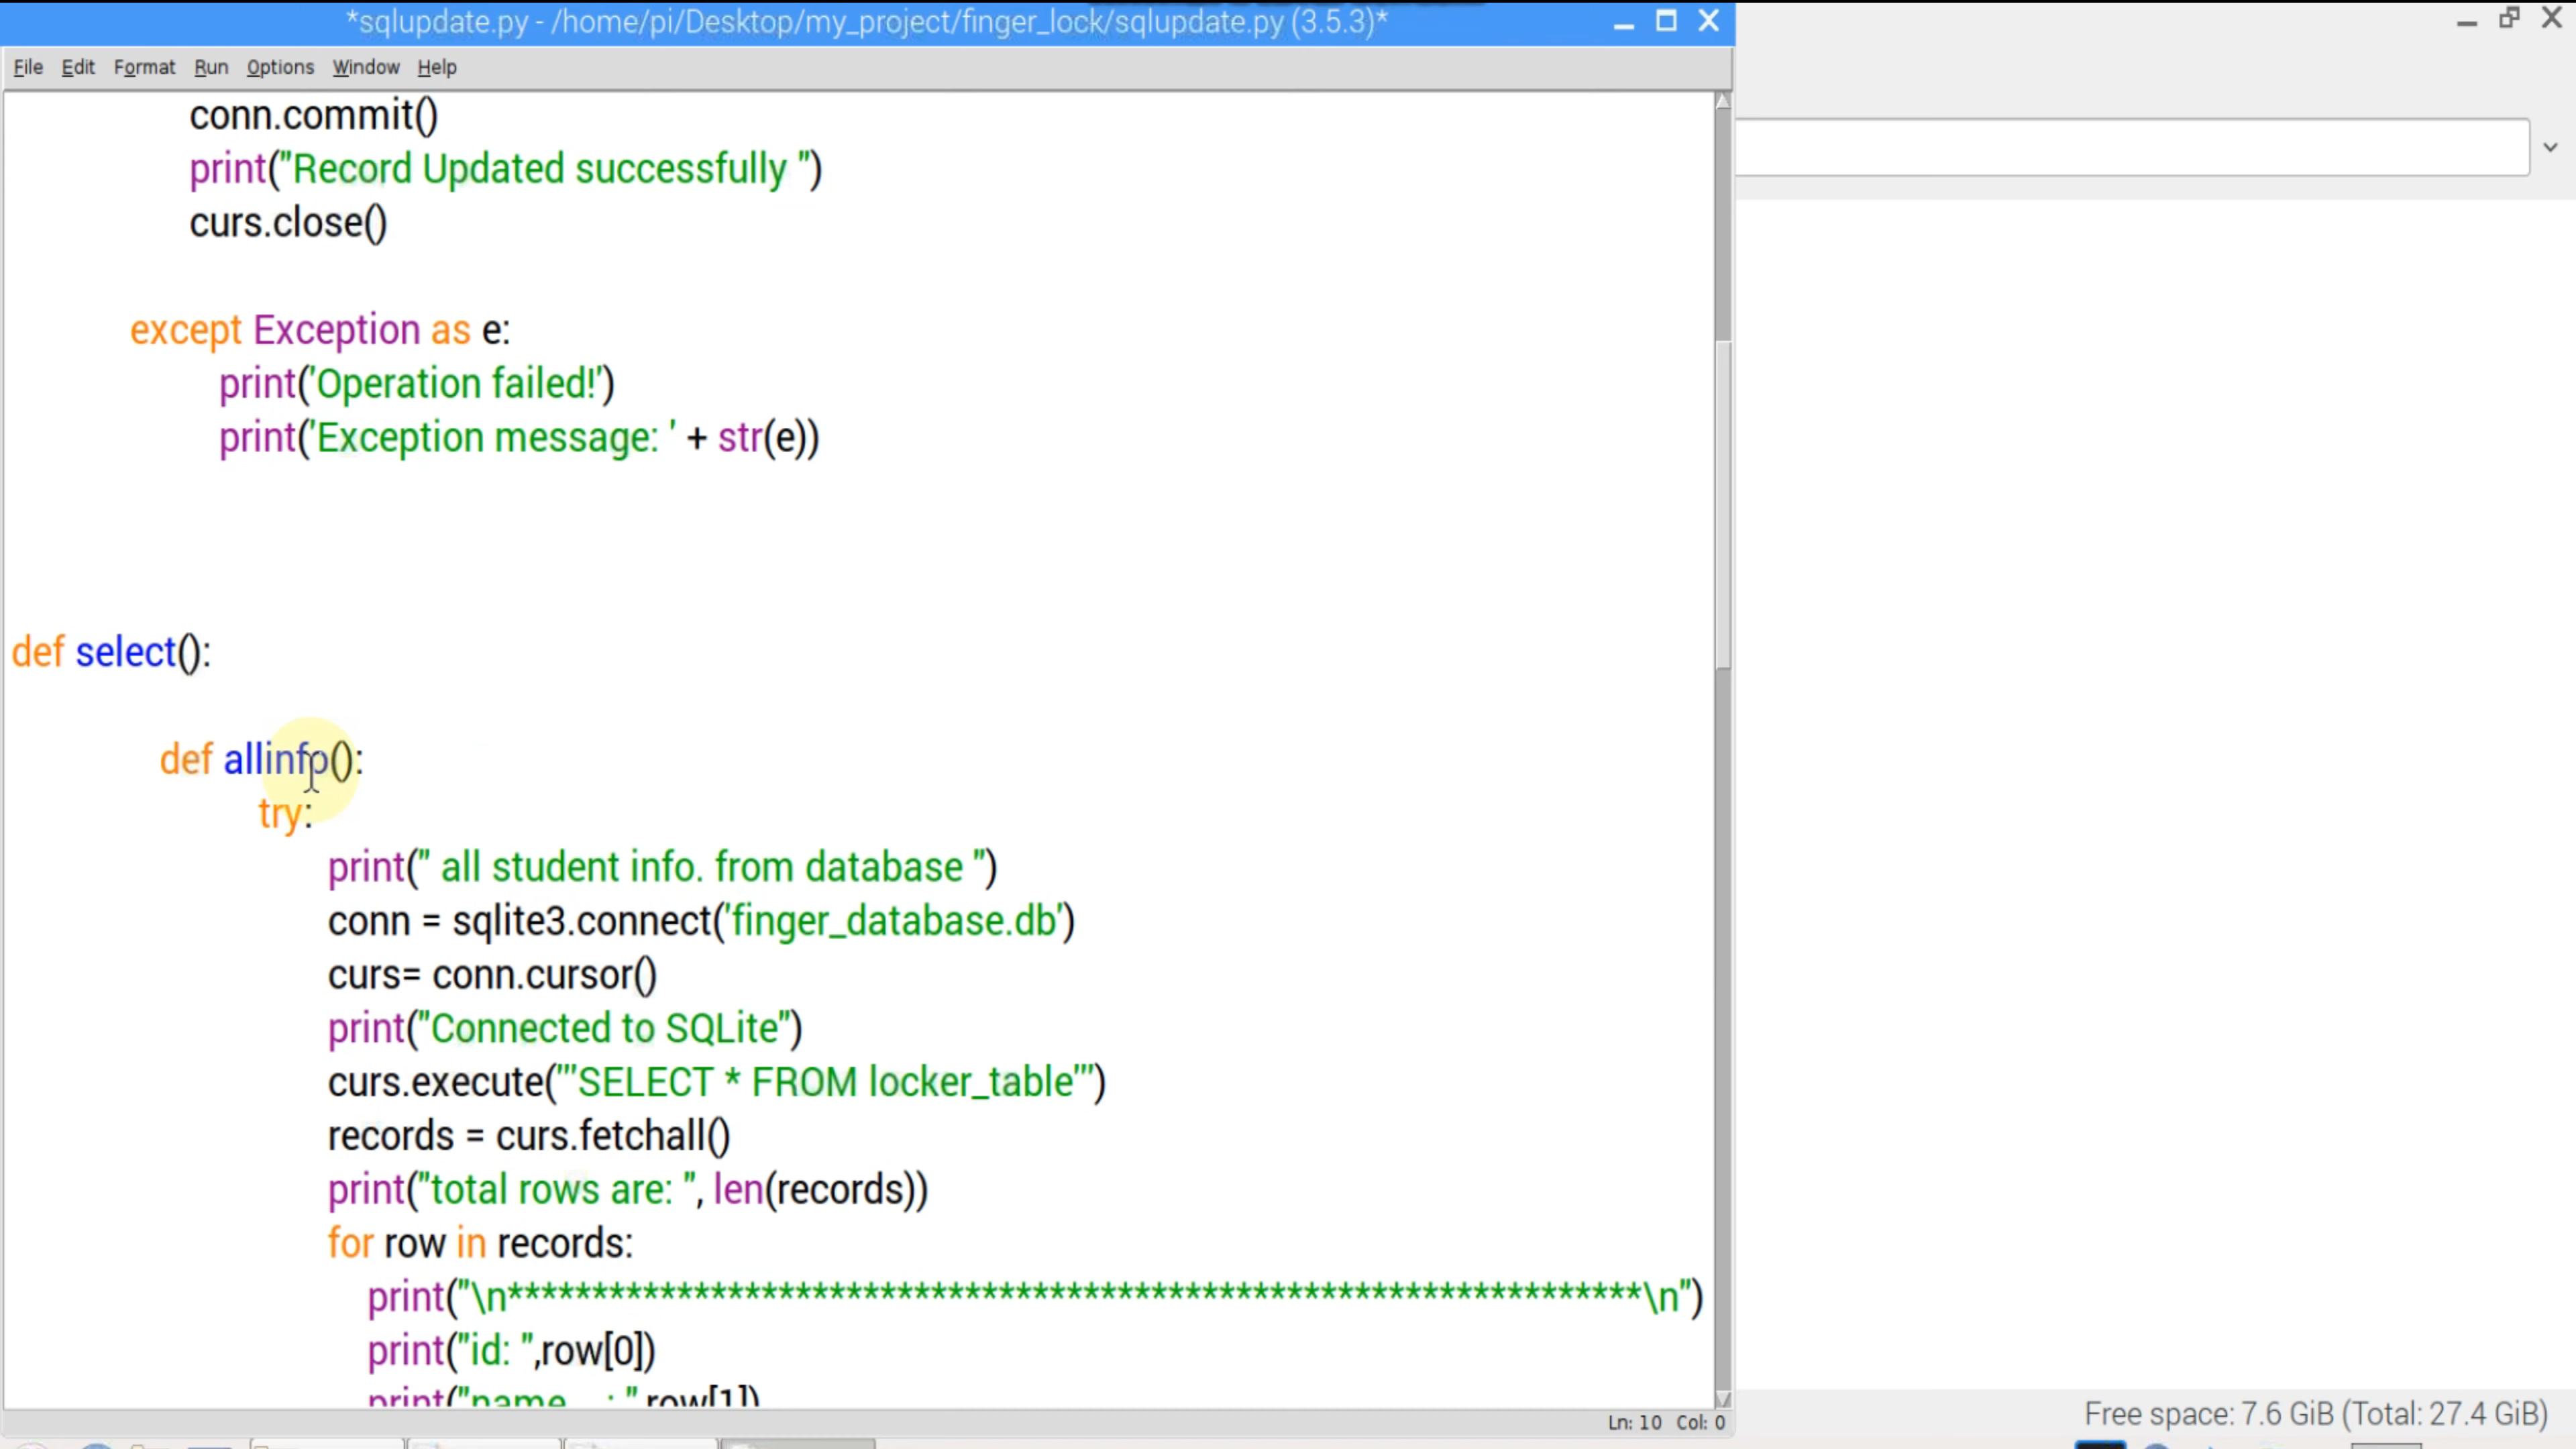 *sqlupdate.py - /home/pi/Desktop/my_project/finger_lock/sqlupdate.py (3.5.3)*
File Edit Format Run Options Window Help
conn.commit()
print("Record Updated successfully ")
curs.close()
except Exception as e:
print('Operation failed!')
print('Exception message: ' + str(e))
def select():
def allinfo():
try:
print(" all student info. from database ")
conn = sqlite3.connect('finger_database.db')
curs= conn.cursor()
print("Connected to SQLite")
curs.execute('''SELECT * FROM locker_table''')
records = curs.fetchall()
print("total rows are: ", len(records))
for row in records:
print("\n*******************************************************************\n")
print("id: ",row[0])
print("name   : ",row[1])
Ln: 10 Col: 0
Free space: 7.6 GiB (Total: 27.4 GiB)